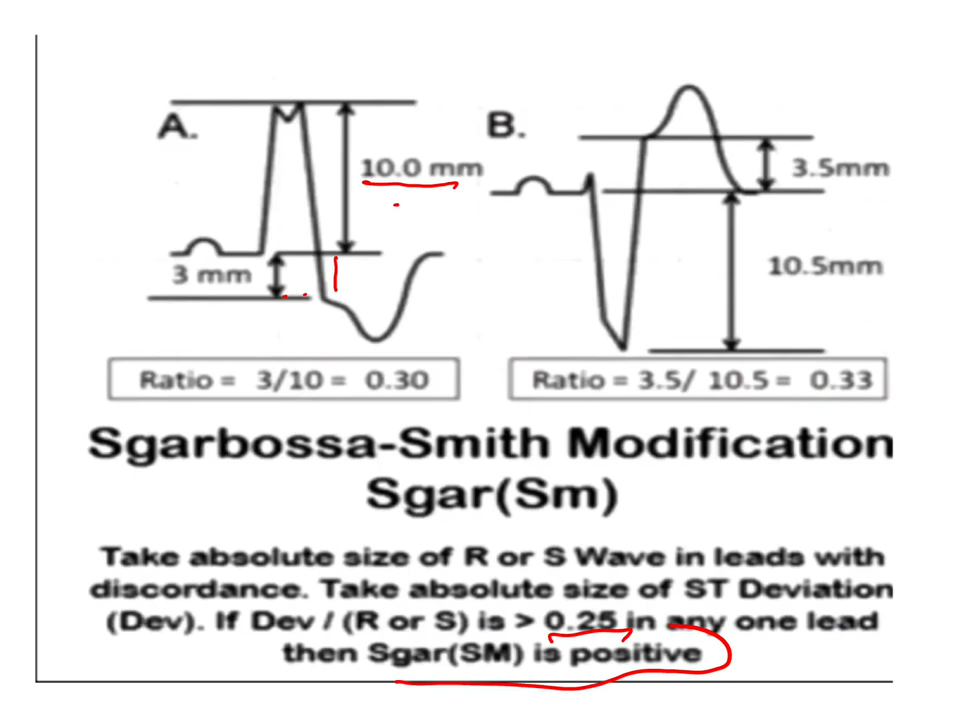 A.
10.0 mm
3 mm
Ratio = 3/10 = 0.30
B.
3.5mm
10.5mm
Ratio = 3.5/ 10.5 = 0.33
Sgarbossa-Smith Modification
Sgar(Sm)
Take absolute size of R or S Wave in leads with
discordance. Take absolute size of ST Deviation
(Dev). If Dev / (R or S) is > 0.25 in any one lead
then Sgar(SM) is positive